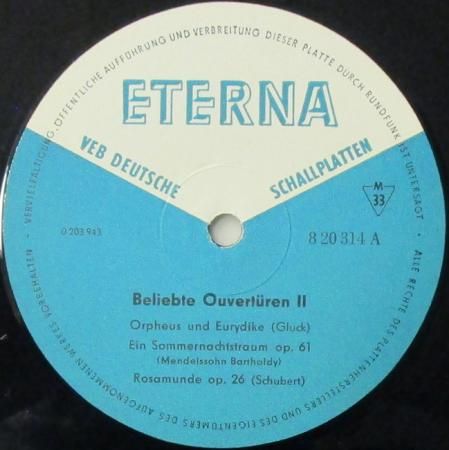 VERVIELFÄLTIGUNG, ÖFFENTLICHE AUFFÜHRUNG UND VERBREITUNG DIESER PLATTE DURCH RUNDFUNK IST UNTERSAGT · ALLE RECHTE DES PLATTENHERSTELLERS UND DES EIGENTÜMERS DES AUFGENOMMENEN WERKES VORBEHALTEN ·
ETERNA
VEB DEUTSCHE SCHALLPLATTEN
M
33
0 203 943
8 20 314 A
Beliebte Ouvertüren II
Orpheus und Eurydike (Gluck)
Ein Sommernachtstraum op. 61
(Mendelssohn Bartholdy)
Rosamunde op. 26 (Schubert)